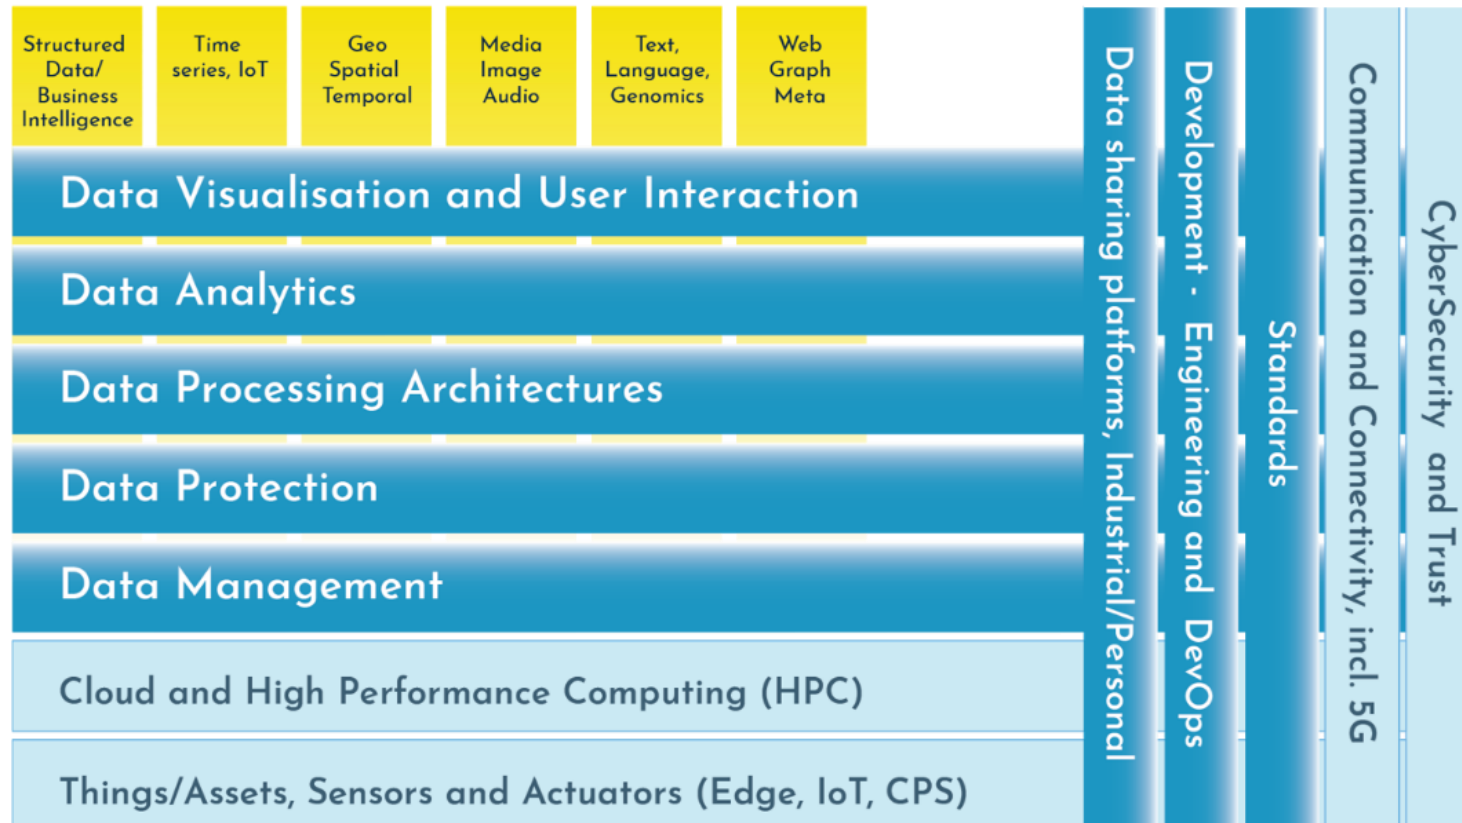 Structured
Data/
Business
Intelligence
Time
series, IoT
Geo
Spatial
Temporal
Media
Image
Audio
Text,
Language,
Genomics
Web
Graph
Meta
Data Visualisation and User Interaction
Data Analytics
Data Processing Architectures
Data Protection
Data Management
Cloud and High Performance Computing (HPC)
Things/Assets, Sensors and Actuators (Edge, IoT, CPS)
Data sharing platforms, Industrial/Personal
Development - Engineering and DevOps
Standards
Communication and Connectivity, incl. 5G
CyberSecurity and Trust